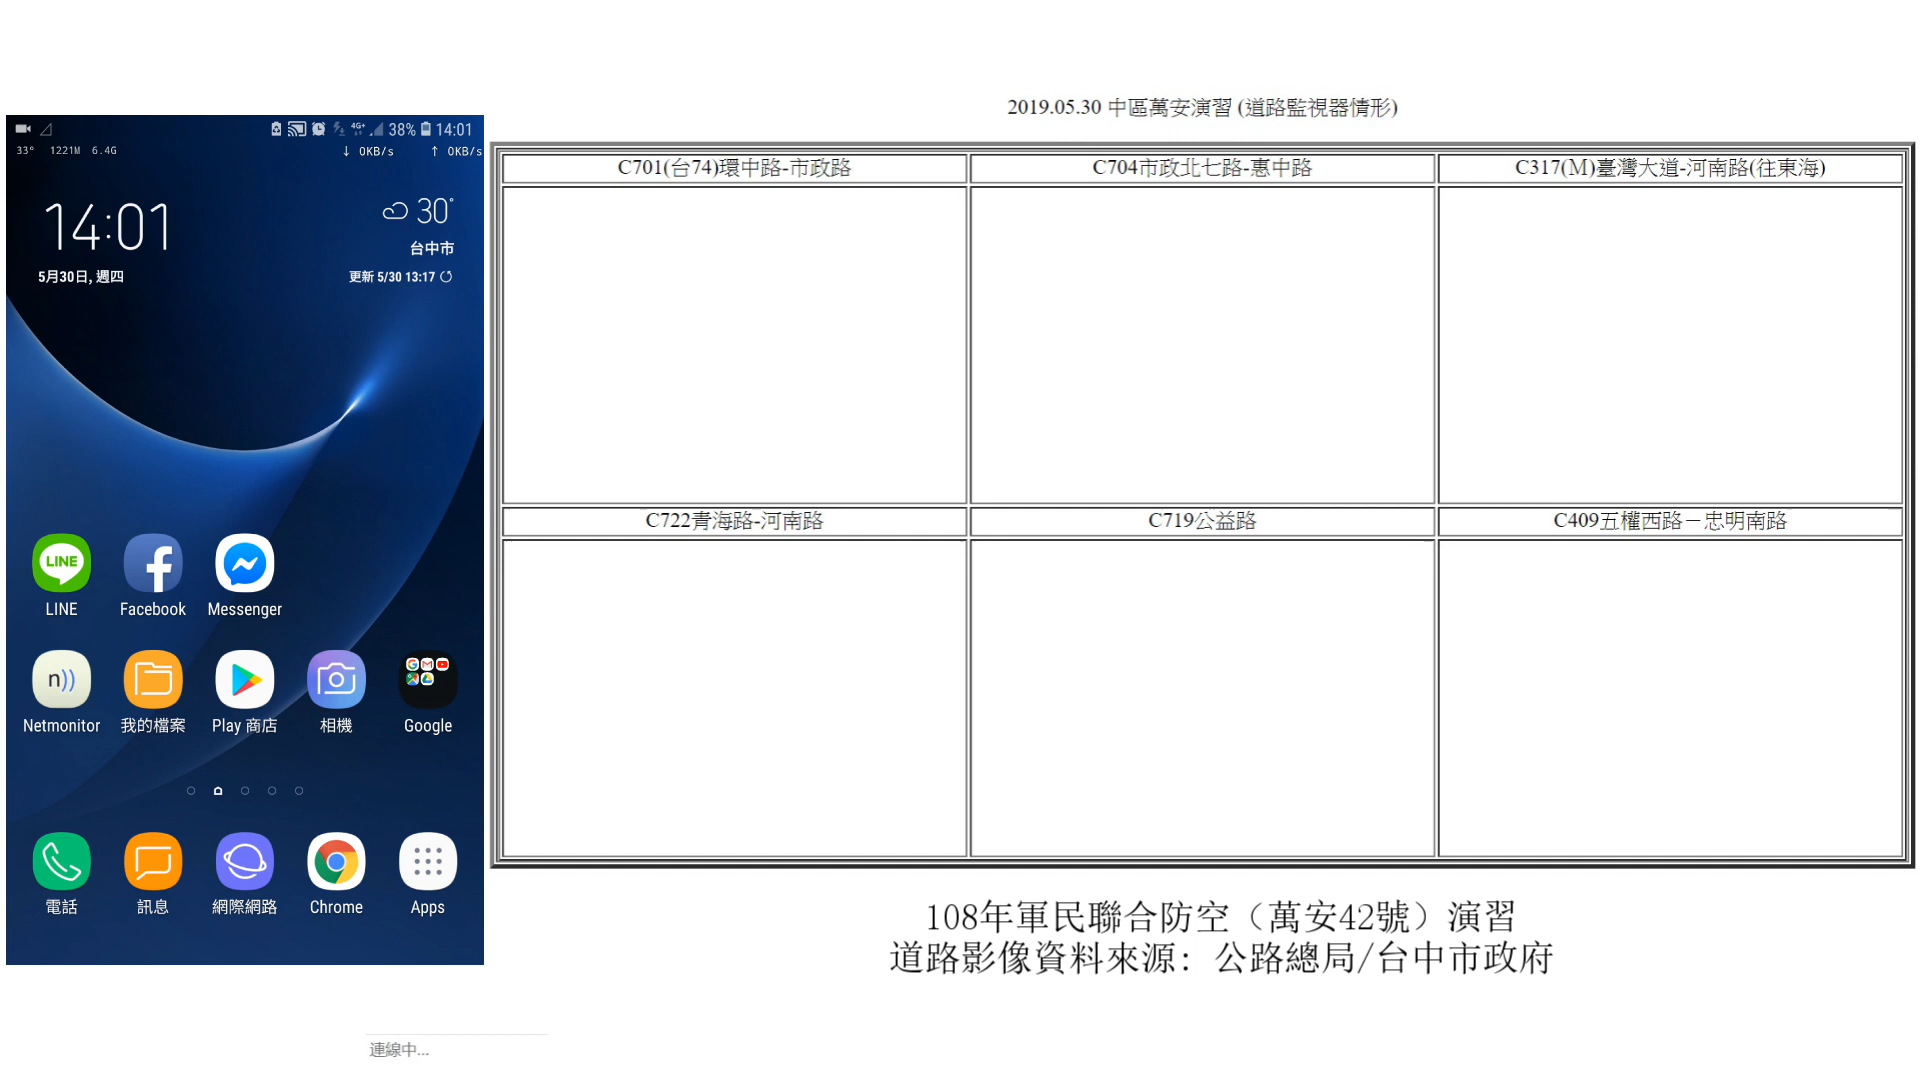 2019.05.30 中區萬安演習 (道路監視器情形)
4G+ 38% 14:01
33° 1221M 6.4G ↓ 0KB/s ↑ 0KB/s
14:01
30°
台中市
5月30日, 週四
更新 5/30 13:17
LINE Facebook Messenger
n))
Netmonitor 我的檔案 Play 商店 相機 Google
電話 訊息 網際網路 Chrome Apps
C701(台74)環中路-市政路 C704市政北七路-惠中路 C317(M)臺灣大道-河南路(往東海)
C722青海路-河南路 C719公益路 C409五權西路－忠明南路
108年軍民聯合防空（萬安42號）演習
道路影像資料來源: 公路總局/台中市政府
連線中...